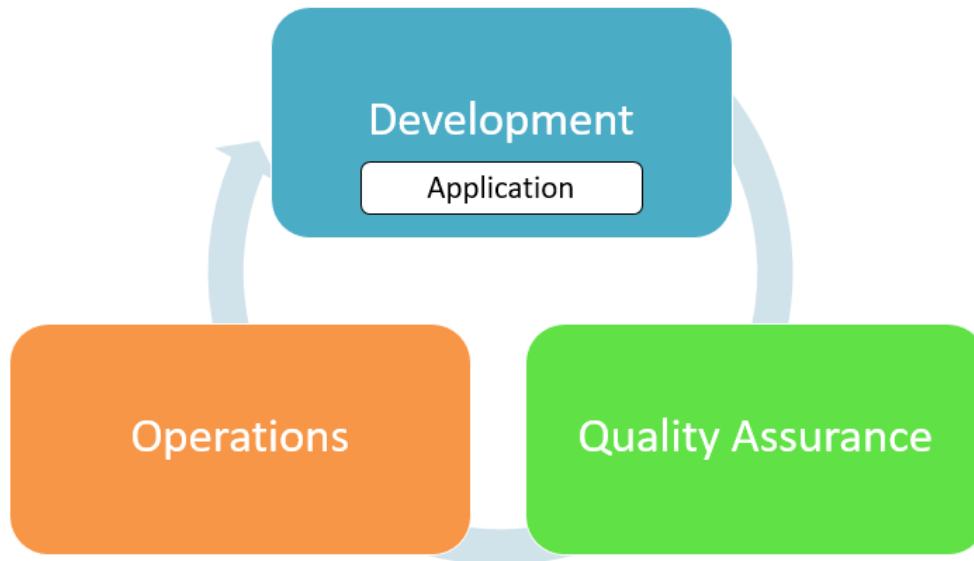 Development
Application
Operations
Quality Assurance